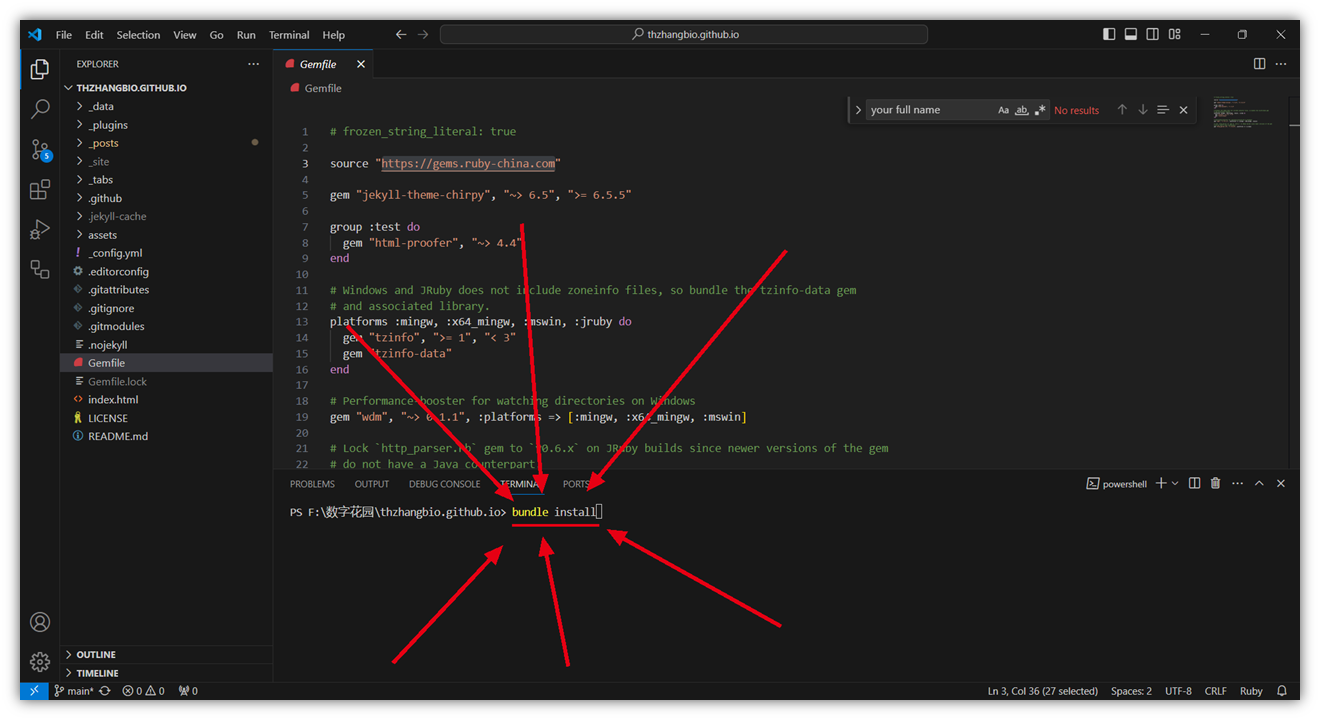 File Edit Selection View Go Run Terminal Help
thzhangbio.github.io
EXPLORER
THZHANGBIO.GITHUB.IO
_data
_plugins
_posts
_site
_tabs
.github
.jekyll-cache
assets
_config.yml
.editorconfig
.gitattributes
.gitignore
.gitmodules
.nojekyll
Gemfile
Gemfile.lock
index.html
LICENSE
README.md
OUTLINE
TIMELINE
5
Gemfile
Gemfile
your full name Aa ab No results
1 # frozen_string_literal: true
2
3 source "https://gems.ruby-china.com"
4
5 gem "jekyll-theme-chirpy", "~> 6.5", ">= 6.5.5"
6
7 group :test do
8 gem "html-proofer", "~> 4.4"
9 end
10
11 # Windows and JRuby does not include zoneinfo files, so bundle the tzinfo-data gem
12 # and associated library.
13 platforms :mingw, :x64_mingw, :mswin, :jruby do
14 gem "tzinfo", ">= 1", "< 3"
15 gem "tzinfo-data"
16 end
17
18 # Performance-booster for watching directories on Windows
19 gem "wdm", "~> 0.1.1", :platforms => [:mingw, :x64_mingw, :mswin]
20
21 # Lock `http_parser.rb` gem to `v0.6.x` on JRuby builds since newer versions of the gem
22 # do not have a Java counterpart
PROBLEMS OUTPUT DEBUG CONSOLE TERMINAL PORTS
powershell
PS F:\数字花园\thzhangbio.github.io> bundle install
main* 0 0 0
Ln 3, Col 36 (27 selected) Spaces: 2 UTF-8 CRLF Ruby